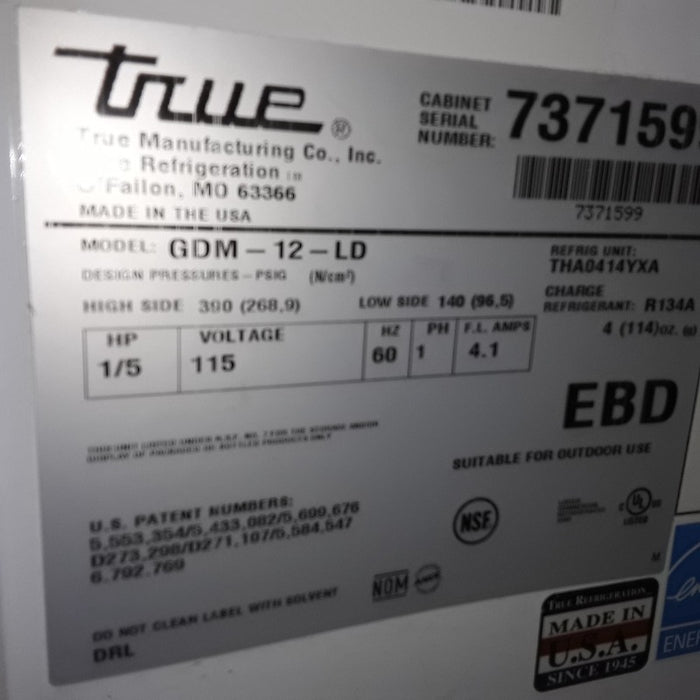 true®
True Manufacturing Co., Inc.
Refrigeration
O'Fallon, MO 63366
MADE IN THE USA
CABINET
SERIAL
NUMBER:
737159
7371599
MODEL: GDM-12-LD
DESIGN PRESSURES-PSIG (N/cm²)
HIGH SIDE 390 (268,9) LOW SIDE 140 (96,5)
REFRIG UNIT:
THA0414YXA
CHARGE
REFRIGERANT: R134A
4 (114)oz.
HP VOLTAGE HZ PH F.L. AMPS
1/5 115 60 1 4.1
EBD
SUITABLE FOR OUTDOOR USE
U.S. PATENT NUMBERS:
5,553,354/5,433,082/5,699,676
D273,298/D271,107/5,584,547
6,792,769
NSF
UL
LISTED
NOM
DO NOT CLEAN LABEL WITH SOLVENT
DRL
TRUE REFRIGERATION
MADE IN
U.S.A.
SINCE 1945
ENER